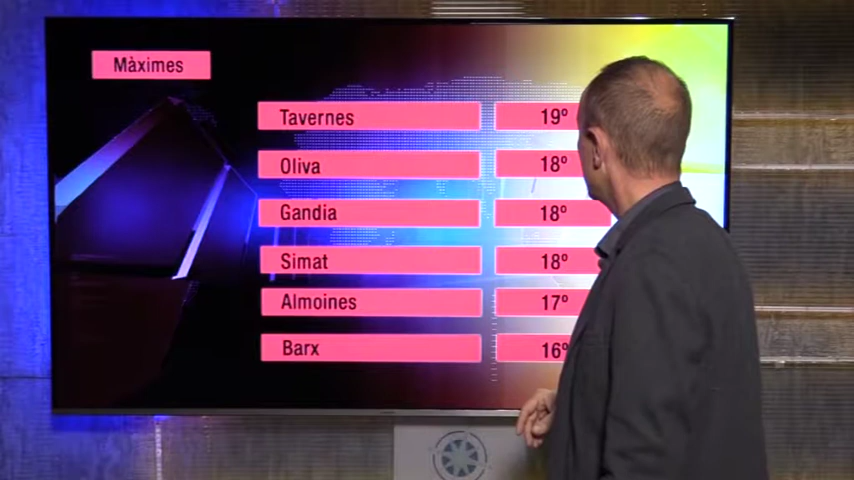 Màximes
Tavernes 19º
Oliva 18º
Gandia 18º
Simat 18º
Almoines 17º
Barx 16º